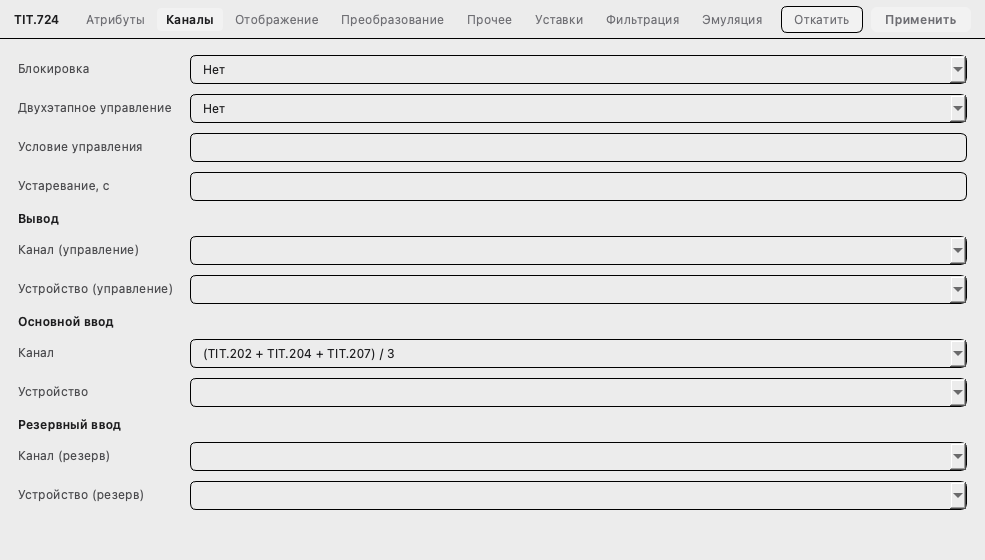 TIT.724 Атрибуты Каналы Отображение Преобразование Прочее Уставки Фильтрация Эмуляция Откатить Применить
Блокировка Нет
Двухэтапное управление Нет
Условие управления
Устаревание, с
Вывод
Канал (управление)
Устройство (управление)
Основной ввод
Канал (TIT.202 + TIT.204 + TIT.207) / 3
Устройство
Резервный ввод
Канал (резерв)
Устройство (резерв)